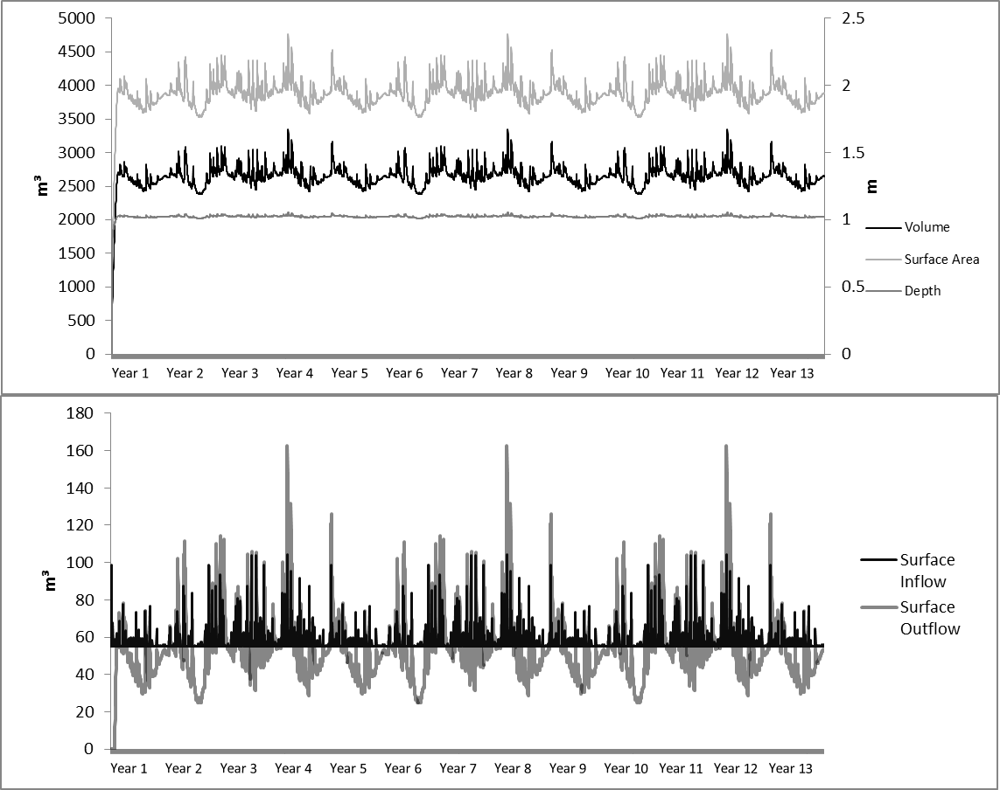 5000
4500
4000
3500
3000
2500
2000
1500
1000
500
0
m³
2.5
2
1.5
1
0.5
0
m
Volume
Surface Area
Depth
Year 1 Year 2 Year 3 Year 4 Year 5 Year 6 Year 7 Year 8 Year 9 Year 10 Year 11 Year 12 Year 13
180
160
140
120
100
80
60
40
20
0
m³
Surface
Inflow
Surface
Outflow
Year 1 Year 2 Year 3 Year 4 Year 5 Year 6 Year 7 Year 8 Year 9 Year 10 Year 11 Year 12 Year 13